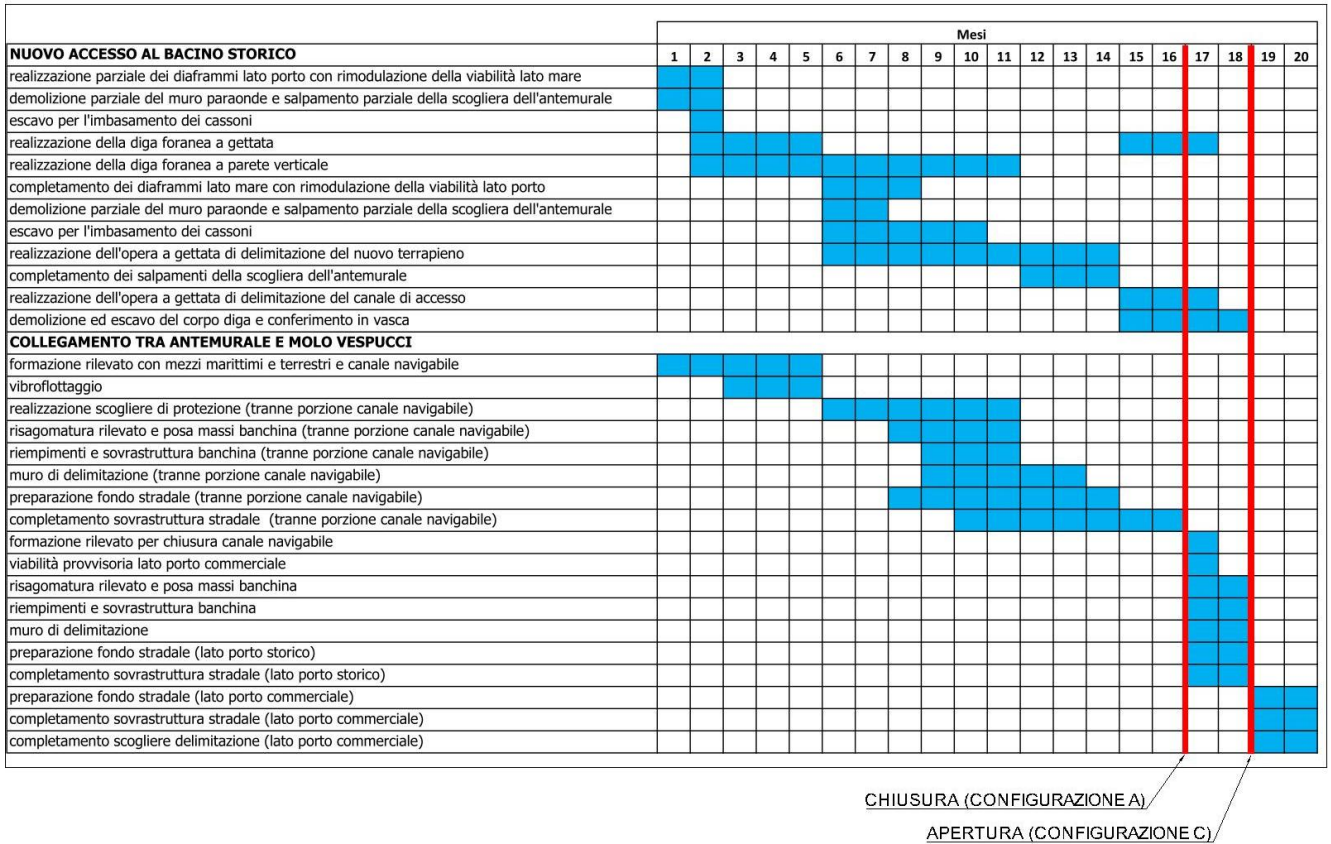 Mesi
NUOVO ACCESSO AL BACINO STORICO 1 2 3 4 5 6 7 8 9 10 11 12 13 14 15 16 17 18 19 20
realizzazione parziale dei diaframmi lato porto con rimodulazione della viabilità lato mare
demolizione parziale del muro paraonde e salpamento parziale della scogliera dell'antemurale
escavo per l'imbasamento dei cassoni
realizzazione della diga foranea a gettata
realizzazione della diga foranea a parete verticale
completamento dei diaframmi lato mare con rimodulazione della viabilità lato porto
demolizione parziale del muro paraonde e salpamento parziale della scogliera dell'antemurale
escavo per l'imbasamento dei cassoni
realizzazione dell'opera a gettata di delimitazione del nuovo terrapieno
completamento dei salpamenti della scogliera dell'antemurale
realizzazione dell'opera a gettata di delimitazione del canale di accesso
demolizione ed escavo del corpo diga e conferimento in vasca
COLLEGAMENTO TRA ANTEMURALE E MOLO VESPUCCI
formazione rilevato con mezzi marittimi e terrestri e canale navigabile
vibroflottaggio
realizzazione scogliere di protezione (tranne porzione canale navigabile)
risagomatura rilevato e posa massi banchina (tranne porzione canale navigabile)
riempimenti e sovrastruttura banchina (tranne porzione canale navigabile)
muro di delimitazione (tranne porzione canale navigabile)
preparazione fondo stradale (tranne porzione canale navigabile)
completamento sovrastruttura stradale (tranne porzione canale navigabile)
formazione rilevato per chiusura canale navigabile
viabilità provvisoria lato porto commerciale
risagomatura rilevato e posa massi banchina
riempimenti e sovrastruttura banchina
muro di delimitazione
preparazione fondo stradale (lato porto storico)
completamento sovrastruttura stradale (lato porto storico)
preparazione fondo stradale (lato porto commerciale)
completamento sovrastruttura stradale (lato porto commerciale)
completamento scogliere delimitazione (lato porto commerciale)
CHIUSURA (CONFIGURAZIONE A)
APERTURA (CONFIGURAZIONE C)